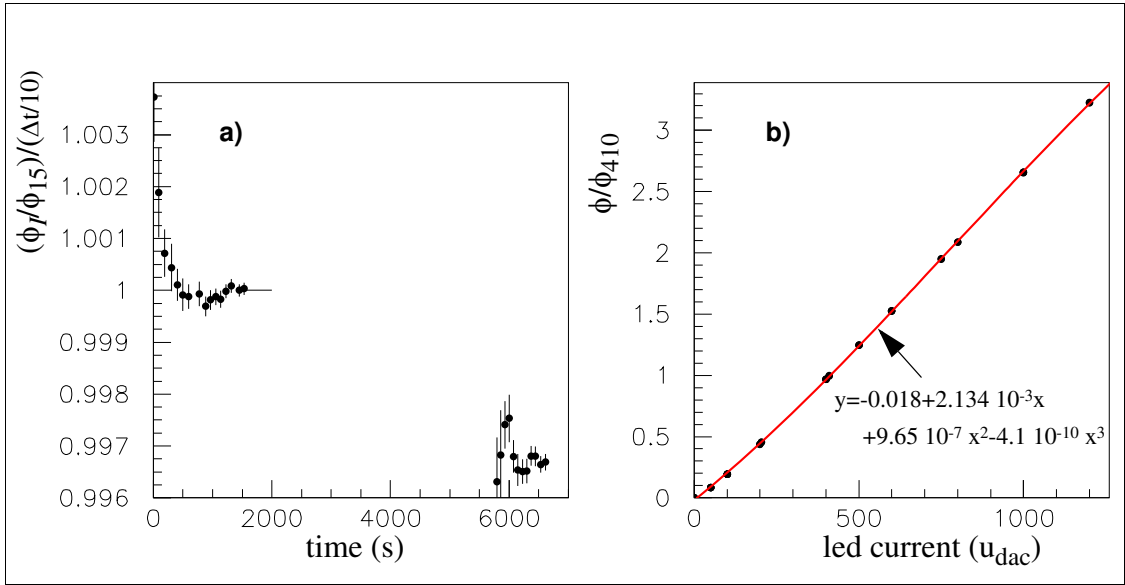 a)
(ϕI/ϕ15)/(Δt/10)
1.003
1.002
1.001
1
0.999
0.998
0.997
0.996
0 2000 4000 6000
time (s)
b)
ϕ/ϕ410
3
2.5
2
1.5
1
0.5
0
y=-0.018+2.134 10-3x
+9.65 10-7 x2-4.1 10-10 x3
0 500 1000
led current (udac)